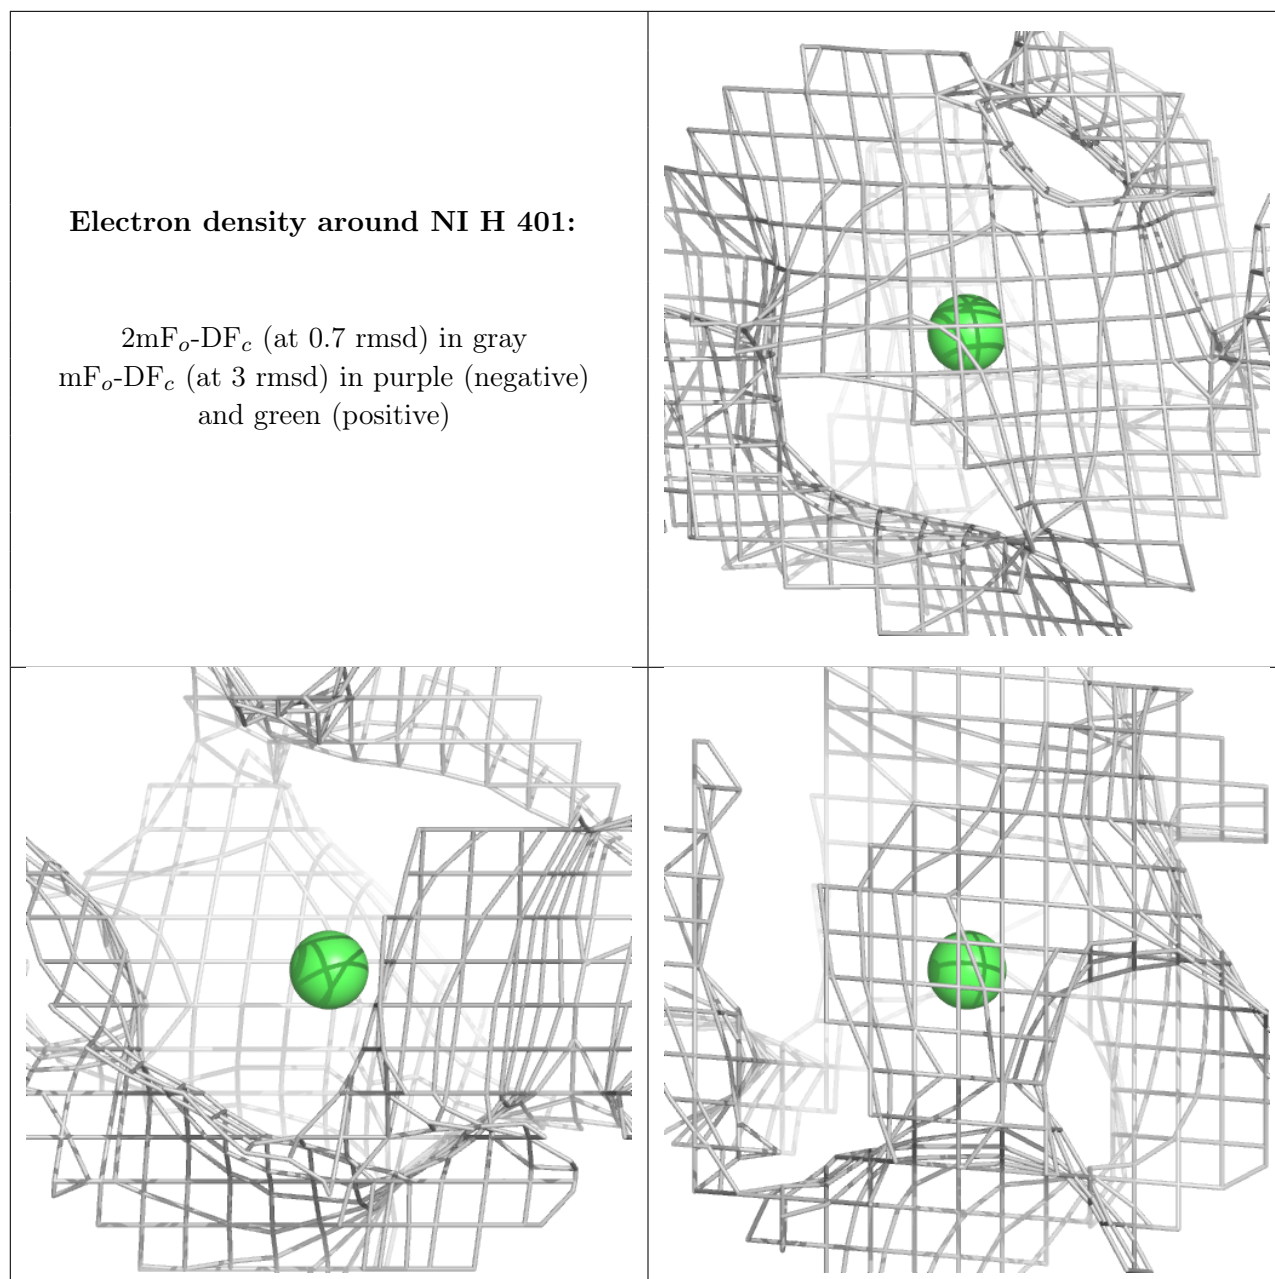 Electron density around NI H 401:
2mFo-DFc (at 0.7 rmsd) in gray
mFo-DFc (at 3 rmsd) in purple (negative)
and green (positive)